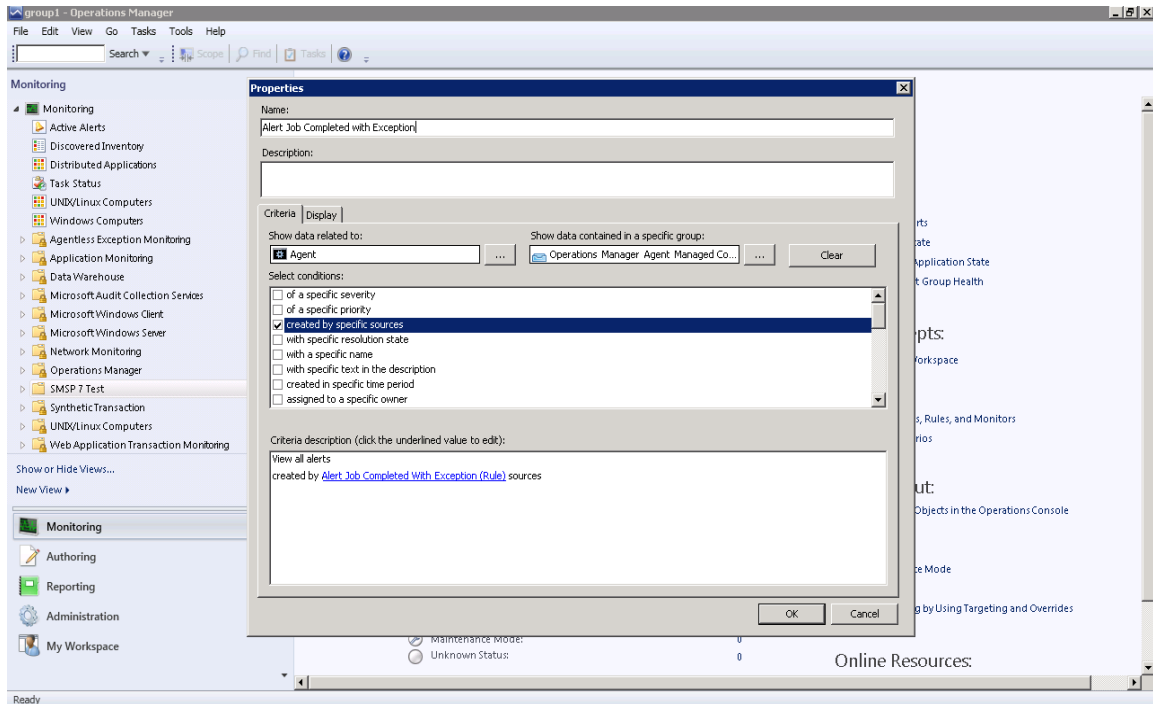 group1 - Operations Manager
File Edit View Go Tasks Tools Help
Search Scope Find Tasks
Monitoring
Monitoring
Active Alerts
Discovered Inventory
Distributed Applications
Task Status
UNIX/Linux Computers
Windows Computers
Agentless Exception Monitoring
Application Monitoring
Data Warehouse
Microsoft Audit Collection Services
Microsoft Windows Client
Microsoft Windows Server
Network Monitoring
Operations Manager
SMSP 7 Test
Synthetic Transaction
UNIX/Linux Computers
Web Application Transaction Monitoring
Show or Hide Views...
New View
Monitoring
Authoring
Reporting
Administration
My Workspace
Ready
Properties
Name:
Alert Job Completed with Exception
Description:
Criteria Display
Show data related to: Show data contained in a specific group:
Agent ... Operations Manager Agent Managed Co... ... Clear
Select conditions:
of a specific severity
of a specific priority
created by specific sources
with specific resolution state
with a specific name
with specific text in the description
created in specific time period
assigned to a specific owner
Criteria description (click the underlined value to edit):
View all alerts
created by Alert Job Completed With Exception (Rule) sources
OK Cancel
Maintenance Mode: 0
Unknown Status: 0
rts
tate
Application State
t Group Health
pts:
Workspace
s, Rules, and Monitors
rios
ut:
Objects in the Operations Console
ce Mode
g by Using Targeting and Overrides
Online Resources: